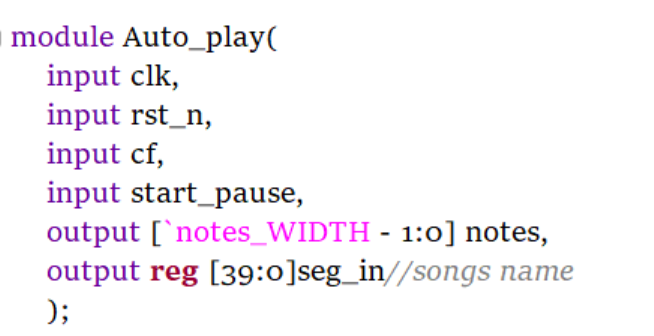 module Auto_play(
input clk,
input rst_n,
input cf,
input start_pause,
output [`notes_WIDTH - 1:0] notes,
output reg [39:0]seg_in//songs name
);